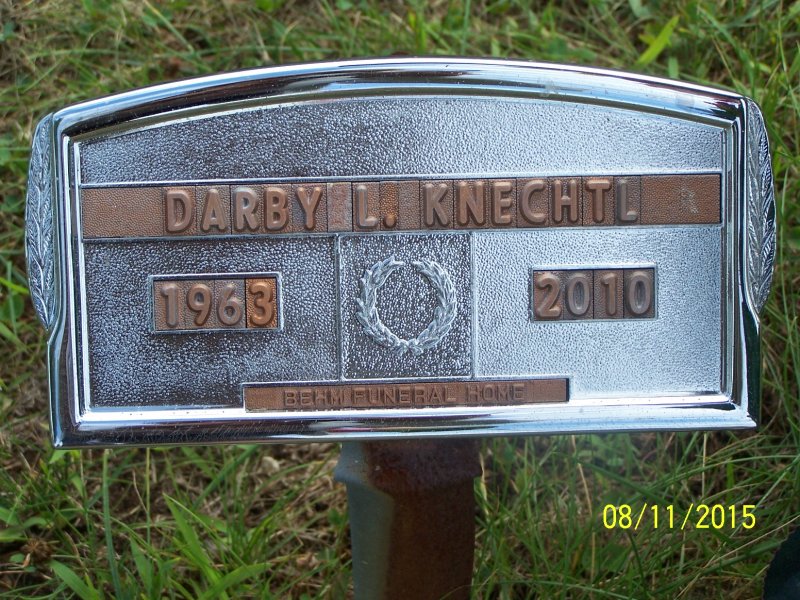 DARBY L. KNECHTL
1963 2010
BEHM FUNERAL HOME
08/11/2015